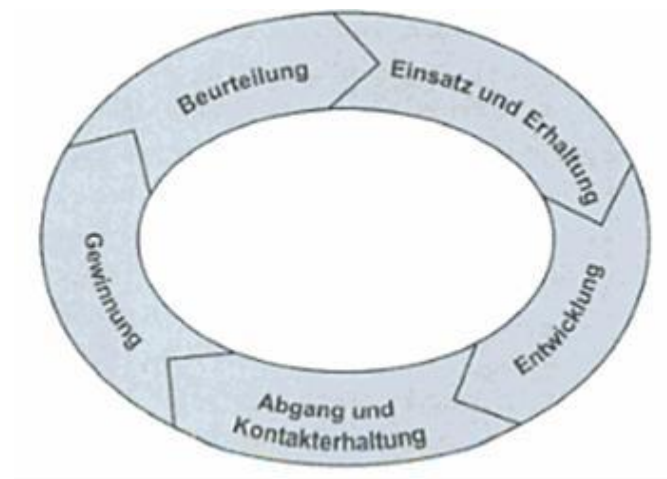 Beurteilung
Einsatz und Erhaltung
Entwicklung
Abgang und
Kontakterhaltung
Gewinnung